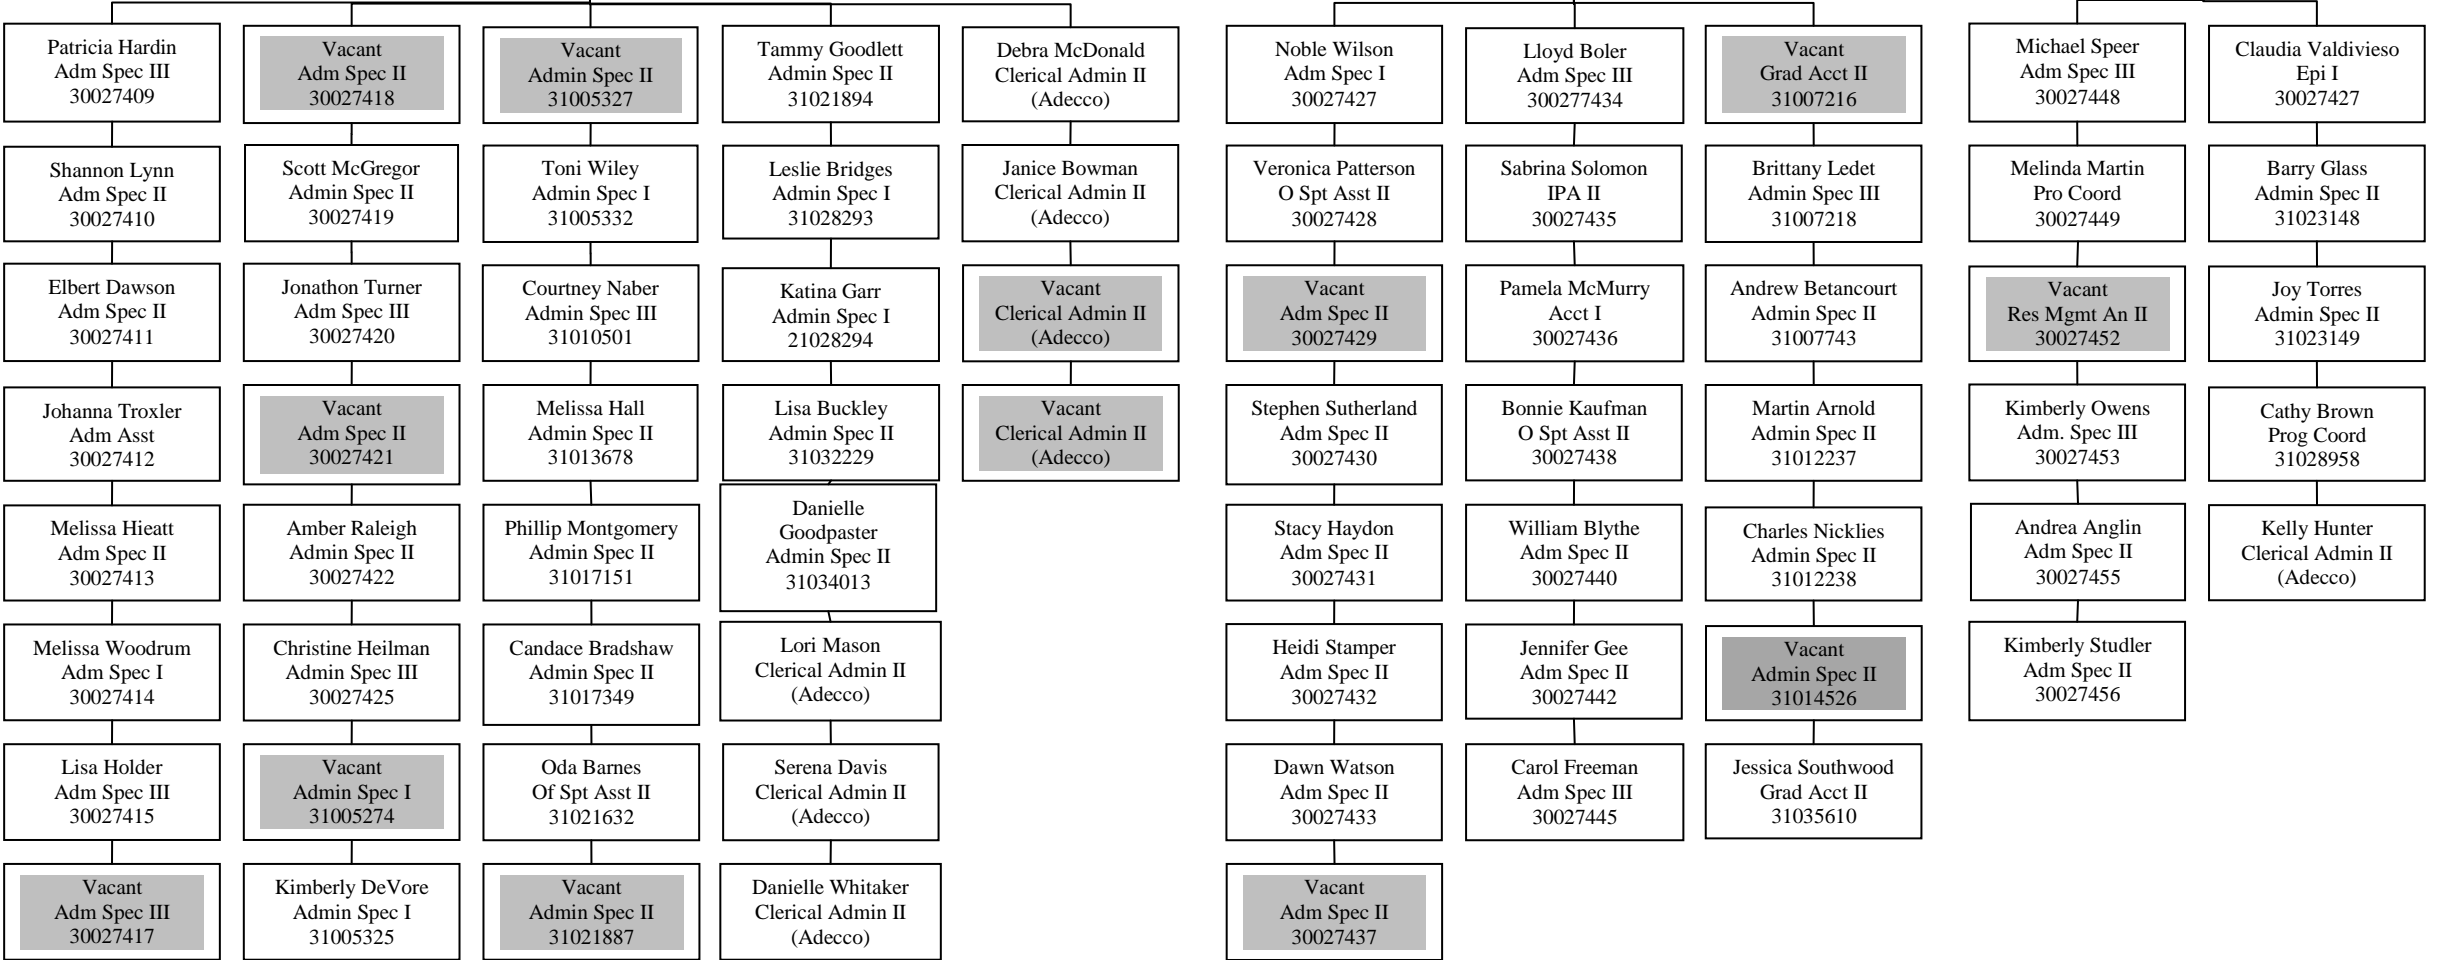 Patricia Hardin
Adm Spec III
30027409
Shannon Lynn
Adm Spec II
30027410
Elbert Dawson
Adm Spec II
30027411
Johanna Troxler
Adm Asst
30027412
Melissa Hieatt
Adm Spec II
30027413
Melissa Woodrum
Adm Spec I
30027414
Lisa Holder
Adm Spec III
30027415
Vacant
Adm Spec III
30027417
Vacant
Adm Spec II
30027418
Scott McGregor
Admin Spec II
30027419
Jonathon Turner
Adm Spec III
30027420
Vacant
Adm Spec II
30027421
Amber Raleigh
Admin Spec II
30027422
Christine Heilman
Admin Spec III
30027425
Vacant
Admin Spec I
31005274
Kimberly DeVore
Admin Spec I
31005325
Vacant
Admin Spec II
31005327
Toni Wiley
Admin Spec I
31005332
Courtney Naber
Admin Spec III
31010501
Melissa Hall
Admin Spec II
31013678
Phillip Montgomery
Admin Spec II
31017151
Candace Bradshaw
Admin Spec II
31017349
Oda Barnes
Of Spt Asst II
31021632
Vacant
Admin Spec II
31021887
Tammy Goodlett
Admin Spec II
31021894
Leslie Bridges
Admin Spec I
31028293
Katina Garr
Admin Spec I
21028294
Lisa Buckley
Admin Spec II
31032229
Danielle
Goodpaster
Admin Spec II
31034013
Lori Mason
Clerical Admin II
(Adecco)
Serena Davis
Clerical Admin II
(Adecco)
Danielle Whitaker
Clerical Admin II
(Adecco)
Debra McDonald
Clerical Admin II
(Adecco)
Janice Bowman
Clerical Admin II
(Adecco)
Vacant
Clerical Admin II
(Adecco)
Vacant
Clerical Admin II
(Adecco)
Noble Wilson
Adm Spec I
30027427
Veronica Patterson
O Spt Asst II
30027428
Vacant
Adm Spec II
30027429
Stephen Sutherland
Adm Spec II
30027430
Stacy Haydon
Adm Spec II
30027431
Heidi Stamper
Adm Spec II
30027432
Dawn Watson
Adm Spec II
30027433
Vacant
Adm Spec II
30027437
Lloyd Boler
Adm Spec III
300277434
Sabrina Solomon
IPA II
30027435
Pamela McMurry
Acct I
30027436
Bonnie Kaufman
O Spt Asst II
30027438
William Blythe
Adm Spec II
30027440
Jennifer Gee
Adm Spec II
30027442
Carol Freeman
Adm Spec III
30027445
Vacant
Grad Acct II
31007216
Brittany Ledet
Admin Spec III
31007218
Andrew Betancourt
Admin Spec II
31007743
Martin Arnold
Admin Spec II
31012237
Charles Nicklies
Admin Spec II
31012238
Vacant
Admin Spec II
31014526
Jessica Southwood
Grad Acct II
31035610
Michael Speer
Adm Spec III
30027448
Melinda Martin
Pro Coord
30027449
Vacant
Res Mgmt An II
30027452
Kimberly Owens
Adm. Spec III
30027453
Andrea Anglin
Adm Spec II
30027455
Kimberly Studler
Adm Spec II
30027456
Claudia Valdivieso
Epi I
30027427
Barry Glass
Admin Spec II
31023148
Joy Torres
Admin Spec II
31023149
Cathy Brown
Prog Coord
31028958
Kelly Hunter
Clerical Admin II
(Adecco)